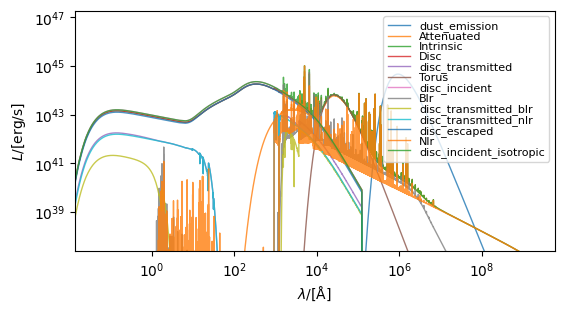 10^47
10^45
10^43
10^41
10^39
L/[erg/s]
dust_emission
Attenuated
Intrinsic
Disc
disc_transmitted
Torus
disc_incident
Blr
disc_transmitted_blr
disc_transmitted_nlr
disc_escaped
Nlr
disc_incident_isotropic
10^0
10^2
10^4
10^6
10^8
λ/[Å]